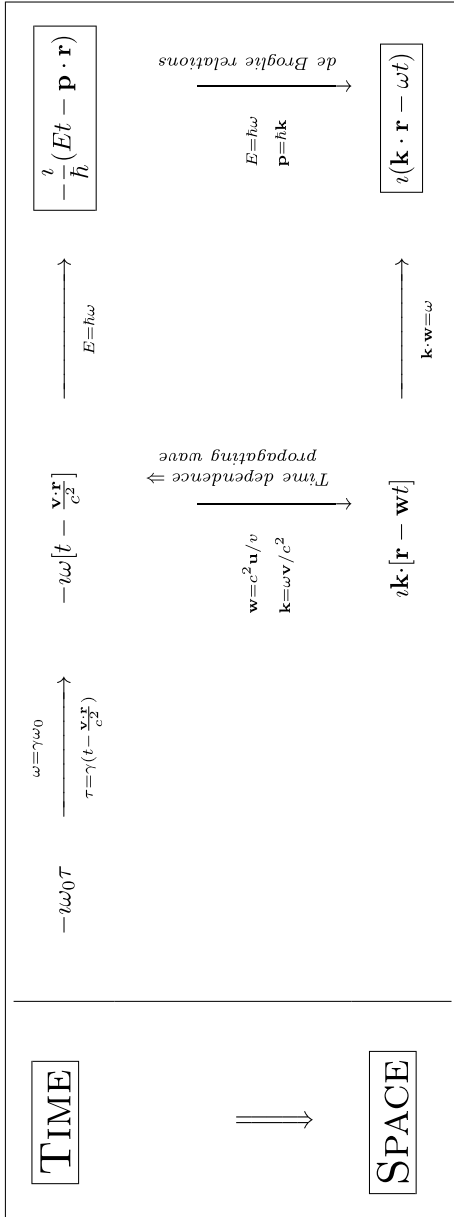 TIME
−ıω₀τ
ω=γω₀
τ=γ(t−v·r/c²)
−ıω[t − v·r/c²]
E=ħω
−ı/ħ(Et − p · r)
w=c²u/v
k=ωv/c²
Time dependence ⇒
propagating wave
E=ħω
p=ħk
de Broglie relations
SPACE
ık·[r − wt]
k·w=ω
ı(k · r − ωt)